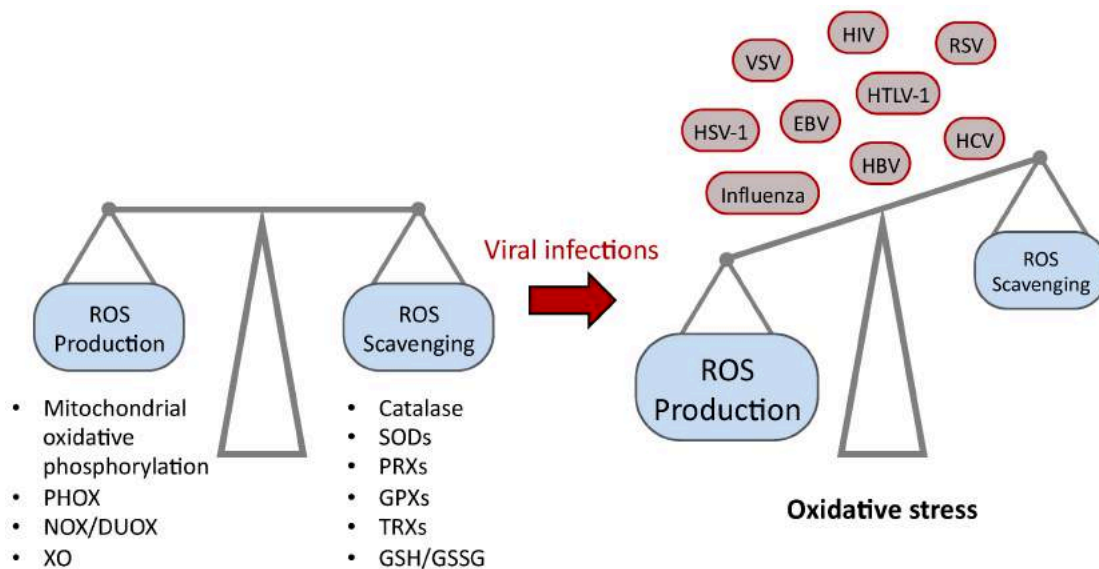 HIV
RSV
VSV
HTLV-1
EBV
HSV-1
HCV
HBV
Influenza
Viral infections
ROS
Production
ROS
Scavenging
ROS
Scavenging
ROS
Production
• Mitochondrial
oxidative
phosphorylation
• PHOX
• NOX/DUOX
• XO
• Catalase
• SODs
• PRXs
• GPXs
• TRXs
• GSH/GSSG
Oxidative stress